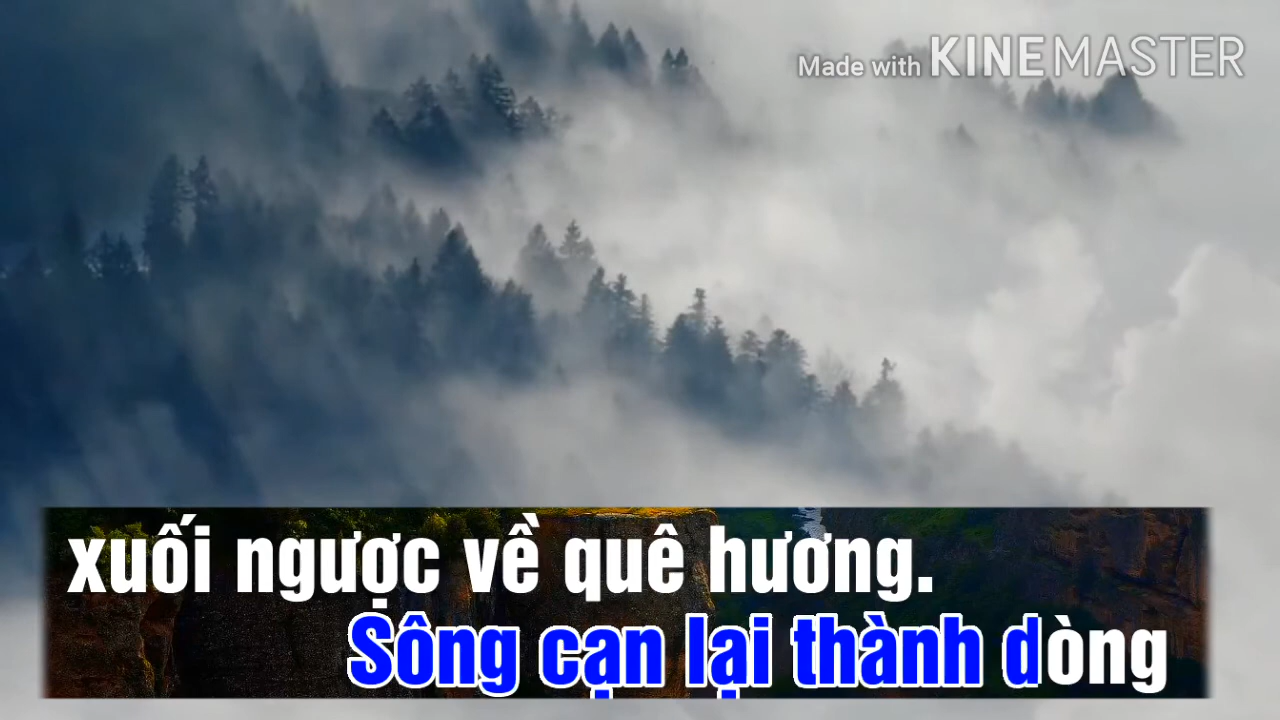 Made with KINEMASTER
xuối ngược về quê hương.
Sông cạn lại thành dòng